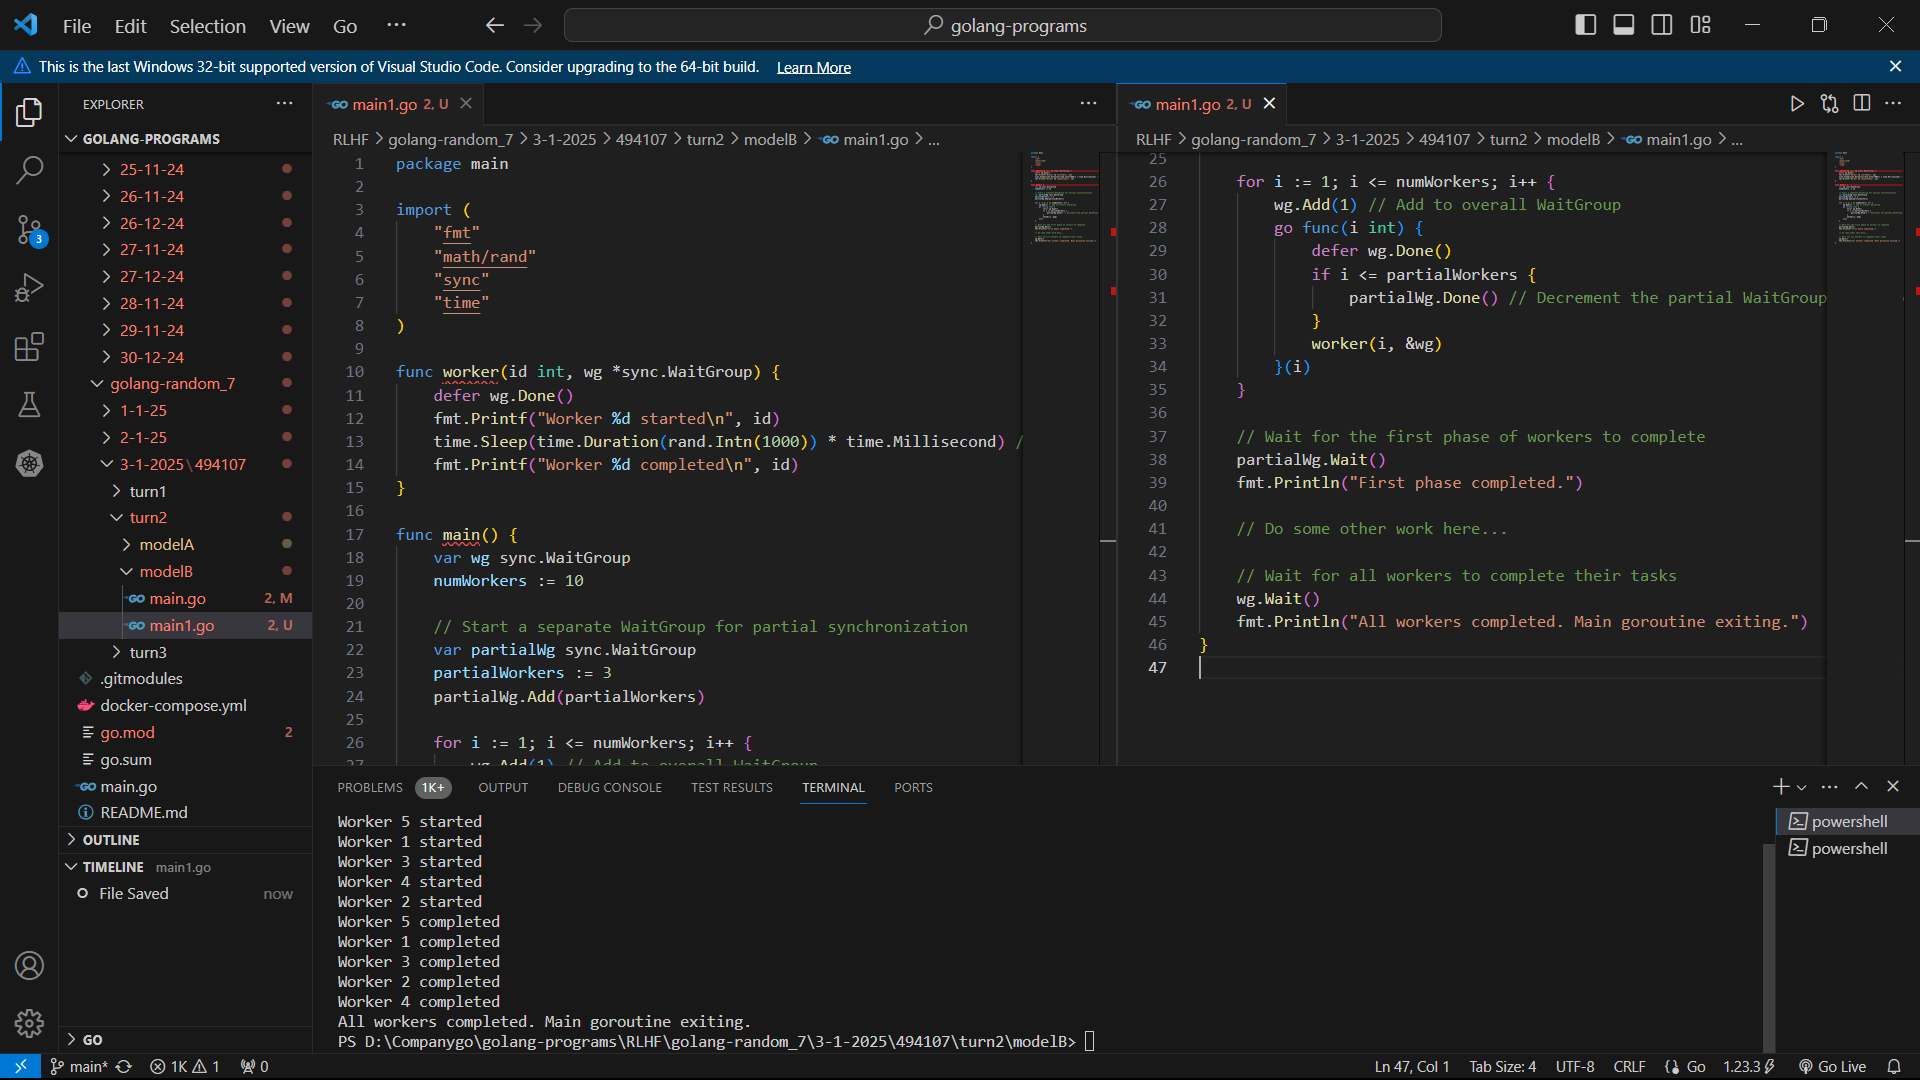 File Edit Selection View Go ··· golang-programs
This is the last Windows 32-bit supported version of Visual Studio Code. Consider upgrading to the 64-bit build. Learn More
EXPLORER
GOLANG-PROGRAMS
25-11-24
26-11-24
26-12-24
27-11-24
27-12-24
28-11-24
29-11-24
30-12-24
golang-random_7
1-1-25
2-1-25
3-1-2025\494107
turn1
turn2
modelA
modelB
main.go 2, M
main1.go 2, U
turn3
.gitmodules
docker-compose.yml
go.mod 2
go.sum
main.go
README.md
OUTLINE
TIMELINE main1.go
File Saved now
GO
3
main1.go 2, U
RLHF > golang-random_7 > 3-1-2025 > 494107 > turn2 > modelB > main1.go > ...
1 package main
2
3 import (
4 "fmt"
5 "math/rand"
6 "sync"
7 "time"
8 )
9
10 func worker(id int, wg *sync.WaitGroup) {
11 defer wg.Done()
12 fmt.Printf("Worker %d started\n", id)
13 time.Sleep(time.Duration(rand.Intn(1000)) * time.Millisecond) /
14 fmt.Printf("Worker %d completed\n", id)
15 }
16
17 func main() {
18 var wg sync.WaitGroup
19 numWorkers := 10
20
21 // Start a separate WaitGroup for partial synchronization
22 var partialWg sync.WaitGroup
23 partialWorkers := 3
24 partialWg.Add(partialWorkers)
25
26 for i := 1; i <= numWorkers; i++ {
27 wg.Add(1) // Add to overall WaitGroup
main1.go 2, U
RLHF > golang-random_7 > 3-1-2025 > 494107 > turn2 > modelB > main1.go > ...
25
26 for i := 1; i <= numWorkers; i++ {
27 wg.Add(1) // Add to overall WaitGroup
28 go func(i int) {
29 defer wg.Done()
30 if i <= partialWorkers {
31 partialWg.Done() // Decrement the partial WaitGroup
32 }
33 worker(i, &wg)
34 }(i)
35 }
36
37 // Wait for the first phase of workers to complete
38 partialWg.Wait()
39 fmt.Println("First phase completed.")
40
41 // Do some other work here...
42
43 // Wait for all workers to complete their tasks
44 wg.Wait()
45 fmt.Println("All workers completed. Main goroutine exiting.")
46 }
47
PROBLEMS 1K+ OUTPUT DEBUG CONSOLE TEST RESULTS TERMINAL PORTS
Worker 5 started
Worker 1 started
Worker 3 started
Worker 4 started
Worker 2 started
Worker 5 completed
Worker 1 completed
Worker 3 completed
Worker 2 completed
Worker 4 completed
All workers completed. Main goroutine exiting.
PS D:\Companygo\golang-programs\RLHF\golang-random_7\3-1-2025\494107\turn2\modelB>
powershell
powershell
main* 1K 1 0 Ln 47, Col 1 Tab Size: 4 UTF-8 CRLF Go 1.23.3 Go Live